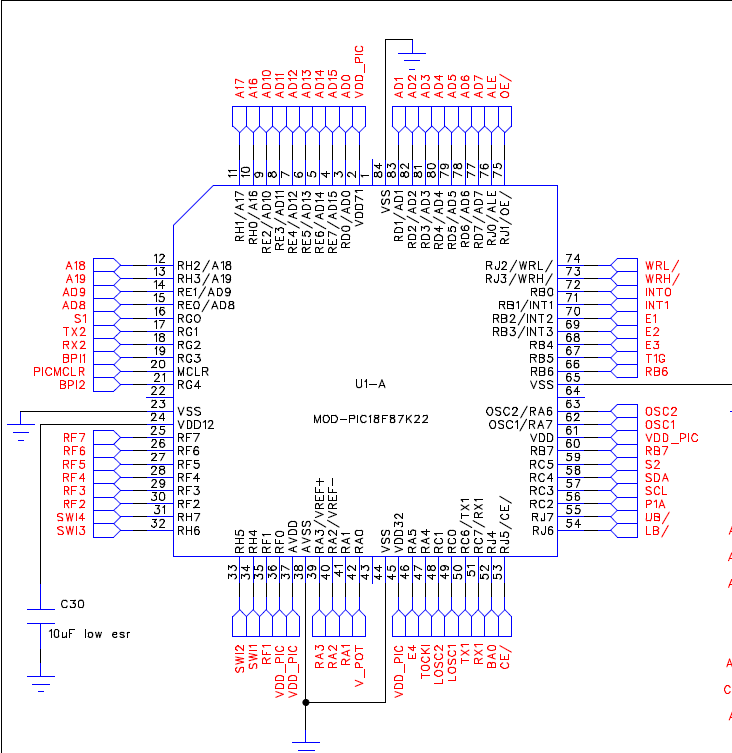 A17
A16
AD10
AD11
AD12
AD13
AD14
AD15
AD0
VDD_PIC
AD1
AD2
AD3
AD4
AD5
AD6
AD7
ALE
OE/
11
10
9
8
7
6
5
4
3
2
1
84
83
82
81
80
79
78
77
76
75
RH1/A17
RH0/A16
RE2/AD10
RE3/AD11
RE4/AD12
RE5/AD13
RE6/AD14
RE7/AD15
RD0/AD0
VDD71
VSS
RD1/AD1
RD2/AD2
RD3/AD3
RD4/AD4
RD5/AD5
RD6/AD6
RD7/AD7
RJ0/ALE
RJ1/OE/
A18 12 RH2/A18
A19 13 RH3/A19
AD9 14 RE1/AD9
AD8 15 RE0/AD8
S1 16 RG0
TX2 17 RG1
RX2 18 RG2
BPI1 19 RG3
PICMCLR 20 MCLR
BPI2 21 RG4
22
23 VSS
24 VDD12
RF7 25 RF7
RF6 26 RF6
RF5 27 RF5
RF4 28 RF4
RF3 29 RF3
RF2 30 RF2
SWI4 31 RH7
SWI3 32 RH6
U1-A
MOD-PIC18F87K22
RJ2/WRL/ 74 WRL/
RJ3/WRH/ 73 WRH/
RB0 72 INT0
RB1/INT1 71 INT1
RB2/INT2 70 E1
RB3/INT3 69 E2
RB4 68 E3
RB5 67 T1G
RB6 66 RB6
VSS 65
64
OSC2/RA6 63 OSC2
OSC1/RA7 62 OSC1
VDD 61 VDD_PIC
RB7 60 RB7
RC5 59 S2
RC4 58 SDA
RC3 57 SCL
RC2 56 P1A
RJ7 55 UB/
RJ6 54 LB/
RH5
RH4
RF1
RF0
AVDD
AVSS
RA3/VREF+
RA2/VREF-
RA1
RA0
VSS
VDD32
RA5
RA4
RC1
RC0
RC6/TX1
RC7/RX1
RJ4
RJ5/CE/
33
34
35
36
37
38
39
40
41
42
43
44
45
46
47
48
49
50
51
52
53
SWI2
SWI1
RF1
VDD_PIC
VDD_PIC
RA3
RA2
RA1
V_POT
VDD_PIC
E4
TOCKI
LOSC2
LOSC1
TX1
RX1
BA0
CE/
C30
10uF low esr
A
A
A
A
C
A